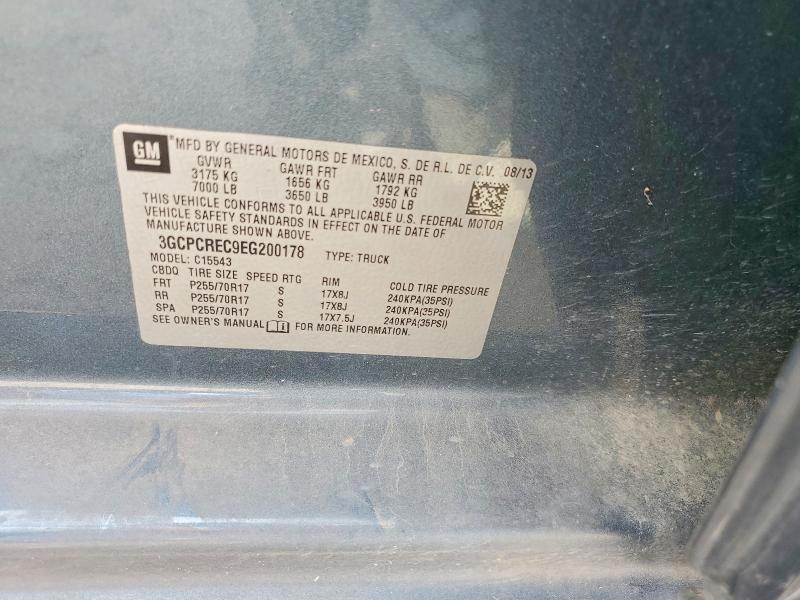 GM ® MFD BY GENERAL MOTORS DE MEXICO, S. DE R.L. DE C.V. 08/13
GVWR GAWR FRT GAWR RR
3175 KG 1656 KG 1792 KG
7000 LB 3650 LB 3950 LB
THIS VEHICLE CONFORMS TO ALL APPLICABLE U.S. FEDERAL MOTOR
VEHICLE SAFETY STANDARDS IN EFFECT ON THE DATE OF
MANUFACTURE SHOWN ABOVE.
3GCPCREC9EG200178 TYPE: TRUCK
MODEL: C15543
CBDQ TIRE SIZE SPEED RTG RIM COLD TIRE PRESSURE
FRT P255/70R17 S 17X8J 240KPA(35PSI)
RR P255/70R17 S 17X8J 240KPA(35PSI)
SPA P255/70R17 S 17X7.5J 240KPA(35PSI)
SEE OWNER'S MANUAL FOR MORE INFORMATION.